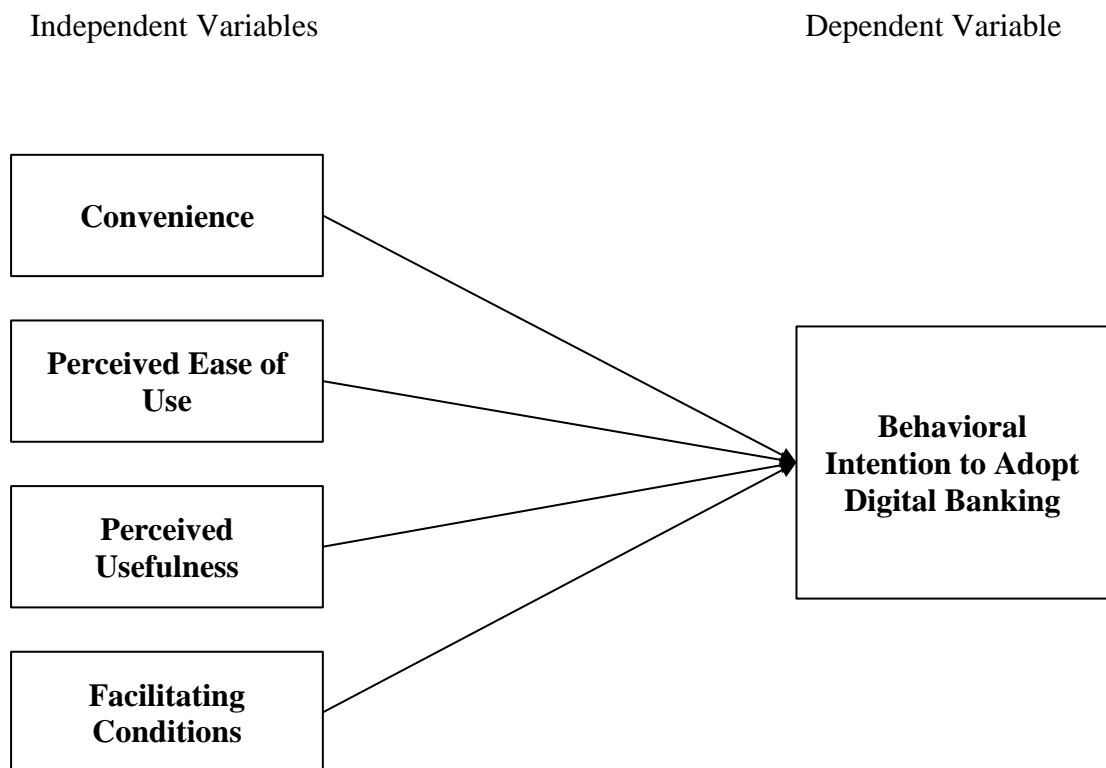 Independent Variables
Dependent Variable
Convenience
Perceived Ease of
Use
Perceived
Usefulness
Facilitating
Conditions
Behavioral
Intention to Adopt
Digital Banking